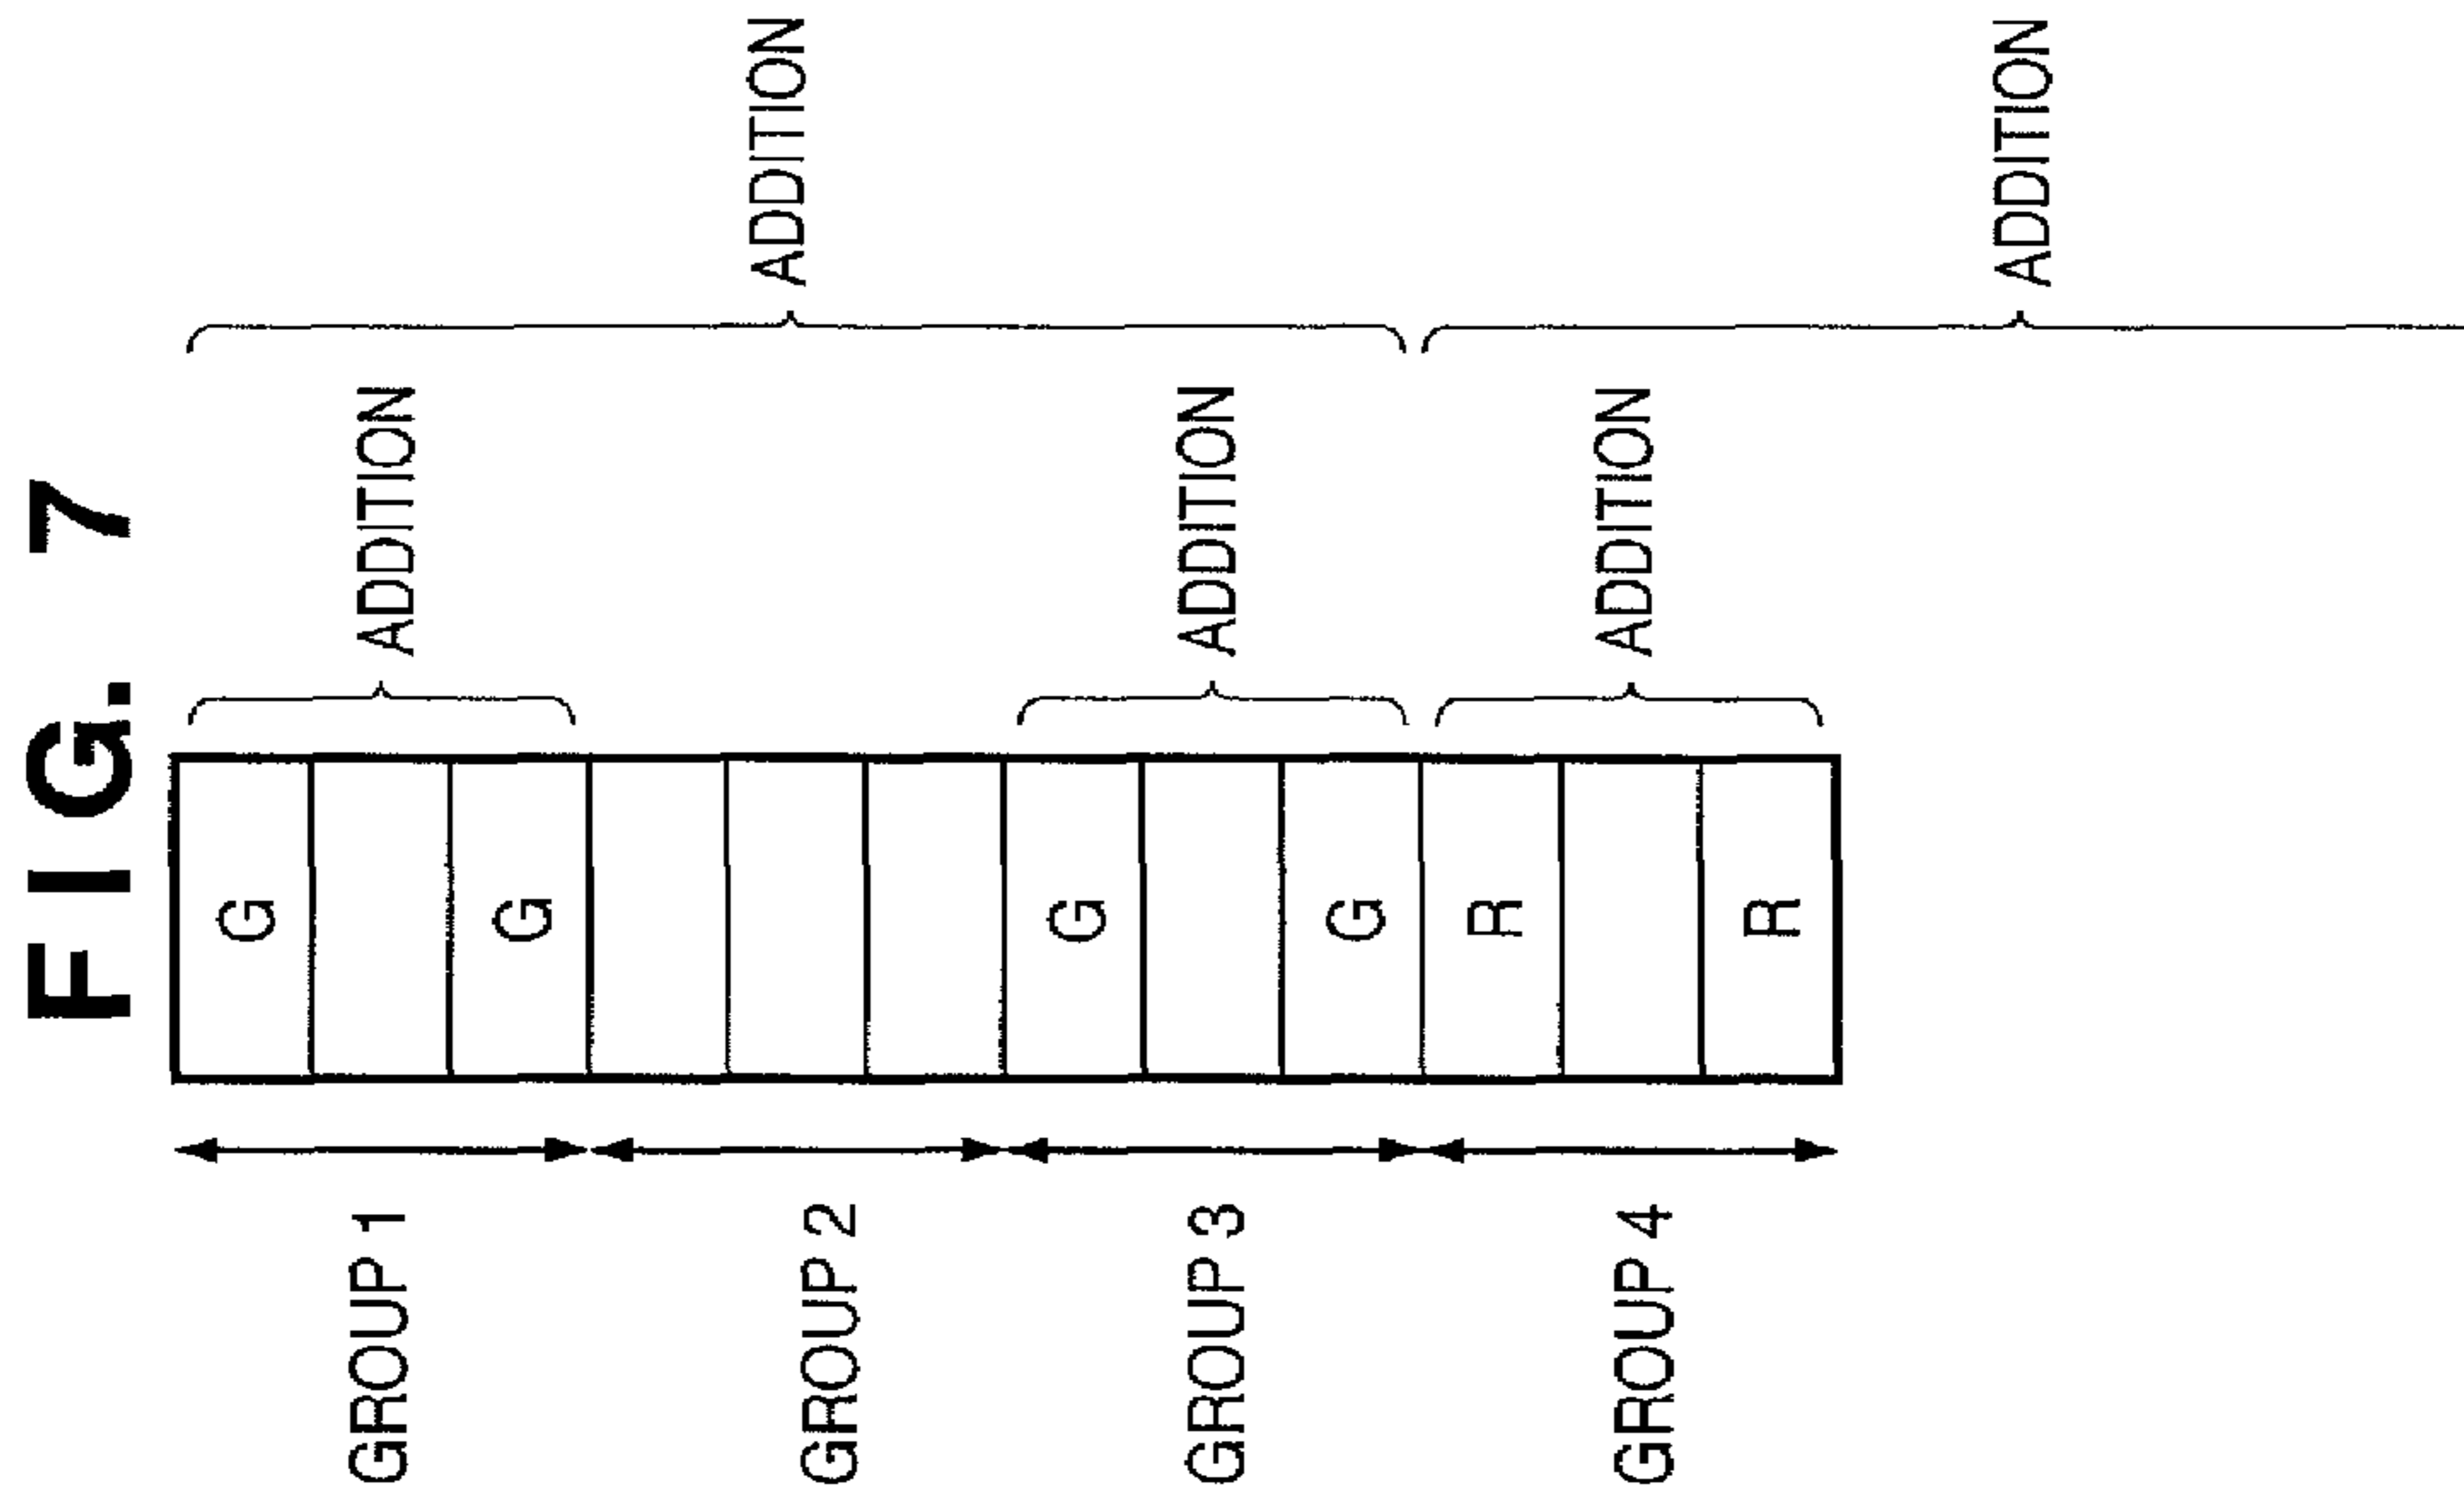 FIG. 7
G
G
G
G
R
R
ADDITION
ADDITION
ADDITION
ADDITION
ADDITION
GROUP 1
GROUP 2
GROUP 3
GROUP 4